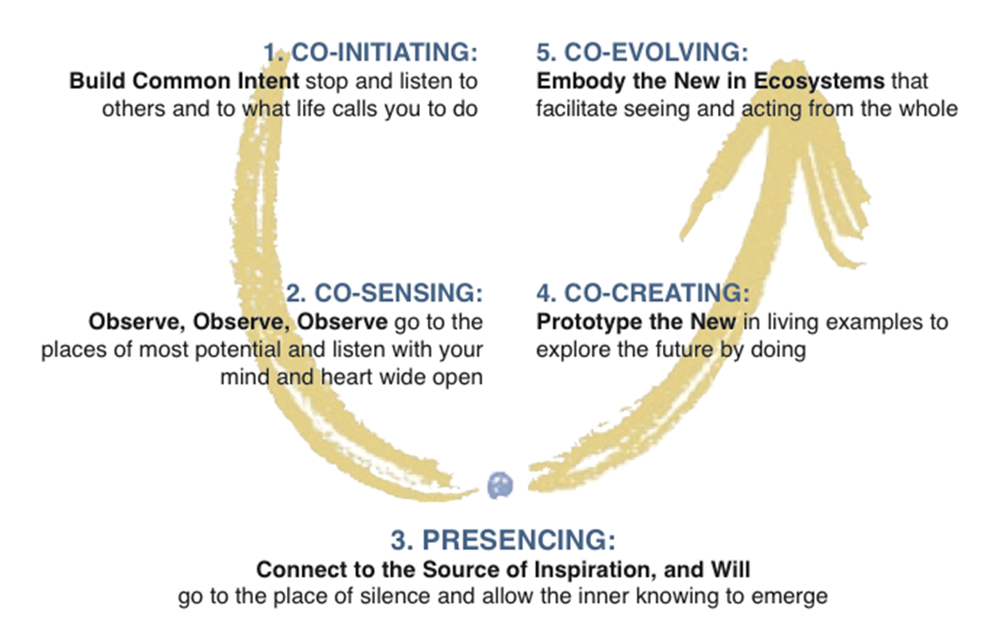 1. CO-INITIATING:
Build Common Intent stop and listen to
others and to what life calls you to do
2. CO-SENSING:
Observe, Observe, Observe go to the
places of most potential and listen with your
mind and heart wide open
3. PRESENCING:
Connect to the Source of Inspiration, and Will
go to the place of silence and allow the inner knowing to emerge
4. CO-CREATING:
Prototype the New in living examples to
explore the future by doing
5. CO-EVOLVING:
Embody the New in Ecosystems that
facilitate seeing and acting from the whole